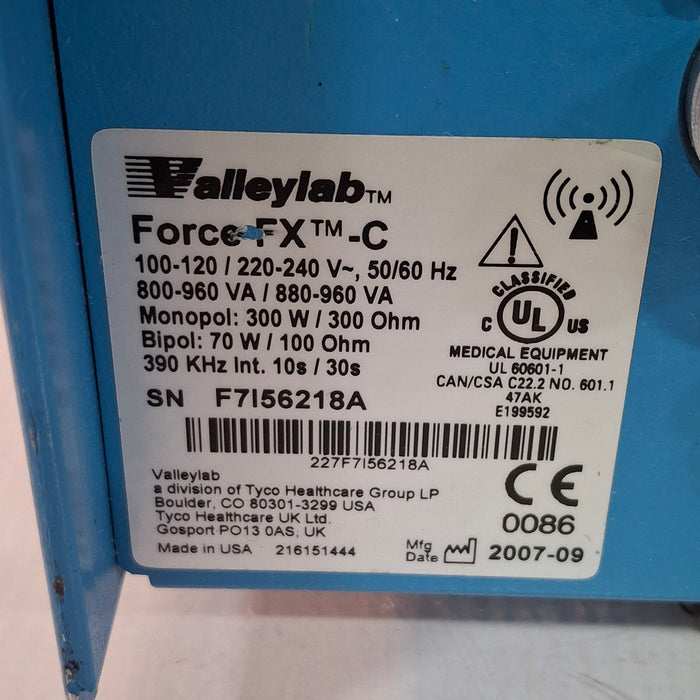 Valleylab™
Force FX™-C
100-120 / 220-240 V~, 50/60 Hz
800-960 VA / 880-960 VA
Monopol: 300 W / 300 Ohm
Bipol: 70 W / 100 Ohm
390 KHz Int. 10s / 30s
SN F7I56218A
227F7I56218A
CLASSIFIED
C UL US
MEDICAL EQUIPMENT
UL 60601-1
CAN/CSA C22.2 NO. 601.1
47AK
E199592
Valleylab
a division of Tyco Healthcare Group LP
Boulder, CO 80301-3299 USA
Tyco Healthcare UK Ltd.
Gosport PO13 0AS, UK
Made in USA 216151444
CE
0086
Mfg
Date 2007-09